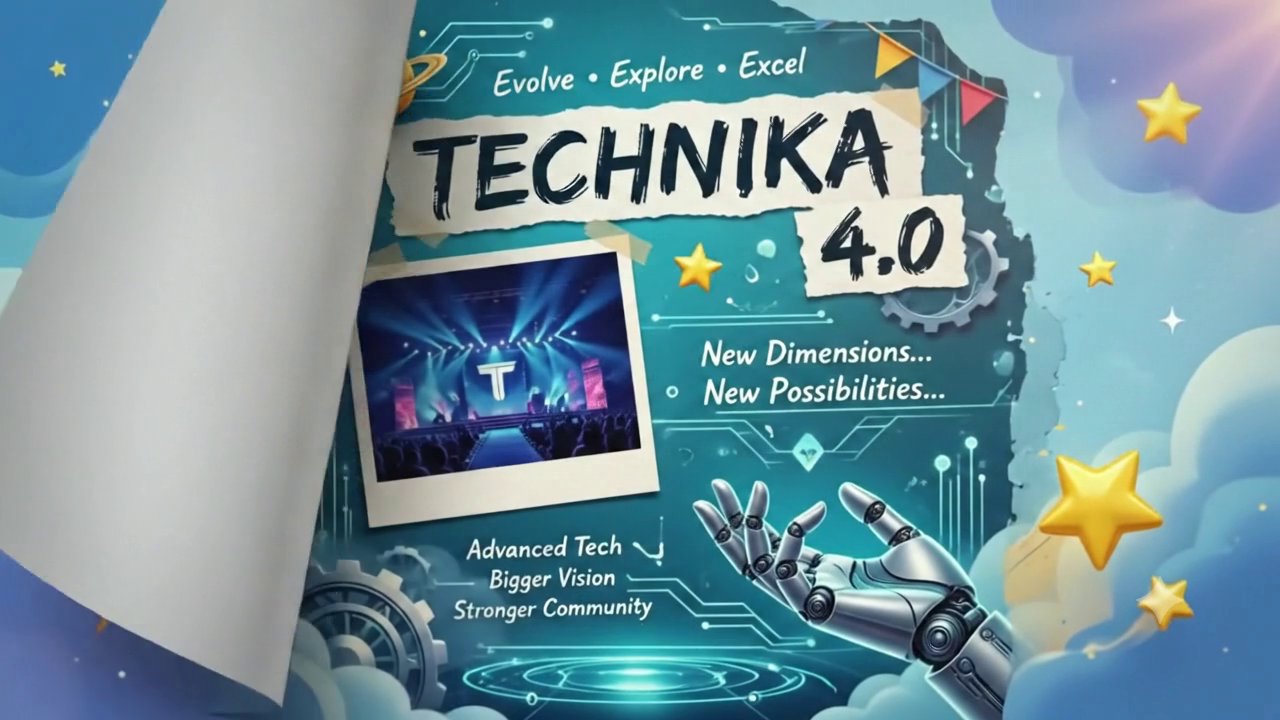 Evolve • Explore • Excel
TECHNIKA
4.0
T
New Dimensions...
New Possibilities...
Advanced Tech
Bigger Vision
Stronger Community